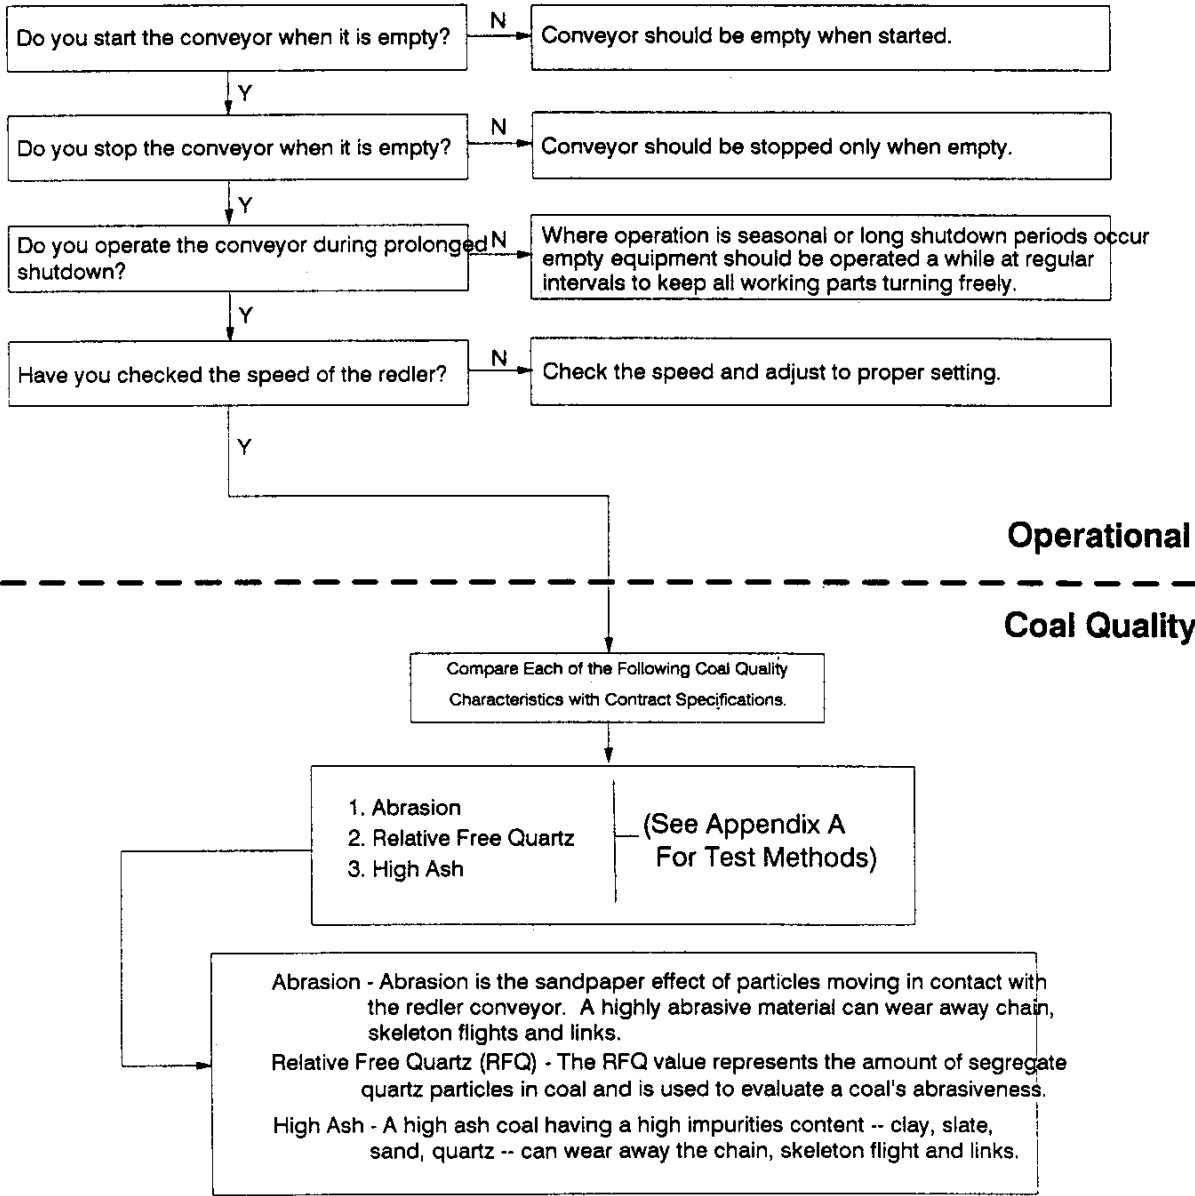 Do you start the conveyor when it is empty?
N
Conveyor should be empty when started.
Y
Do you stop the conveyor when it is empty?
N
Conveyor should be stopped only when empty.
Y
Do you operate the conveyor during prolonged
shutdown?
N
Where operation is seasonal or long shutdown periods occur
empty equipment should be operated a while at regular
intervals to keep all working parts turning freely.
Y
Have you checked the speed of the redler?
N
Check the speed and adjust to proper setting.
Y
Operational
Coal Quality
Compare Each of the Following Coal Quality
Characteristics with Contract Specifications.
1. Abrasion
2. Relative Free Quartz
3. High Ash
(See Appendix A
For Test Methods)
Abrasion - Abrasion is the sandpaper effect of particles moving in contact with
the redler conveyor. A highly abrasive material can wear away chain,
skeleton flights and links.
Relative Free Quartz (RFQ) - The RFQ value represents the amount of segregate
quartz particles in coal and is used to evaluate a coal's abrasiveness.
High Ash - A high ash coal having a high impurities content -- clay, slate,
sand, quartz -- can wear away the chain, skeleton flight and links.